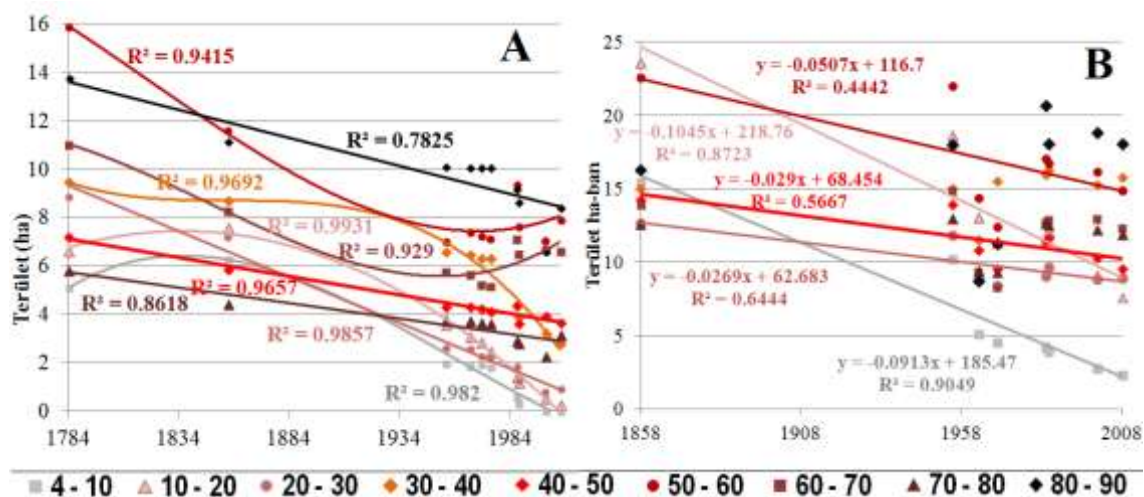 A
Terület (ha)
16
14
12
10
8
6
4
2
0
1784
1834
1884
1934
1984
R² = 0.9415
R² = 0.7825
R² = 0.9692
R² = 0.9931
R² = 0.929
R² = 0.9657
R² = 0.8618
R² = 0.9857
R² = 0.982
B
Terület ha-ban
25
20
15
10
5
0
1858
1908
1958
2008
y = -0.0507x + 116.7
R² = 0.4442
y = -0.1045x + 218.76
R² = 0.8723
y = -0.029x + 68.454
R² = 0.5667
y = -0.0269x + 62.683
R² = 0.6444
y = -0.0913x + 185.47
R² = 0.9049
4 - 10 10 - 20 20 - 30 30 - 40 40 - 50 50 - 60 60 - 70 70 - 80 80 - 90